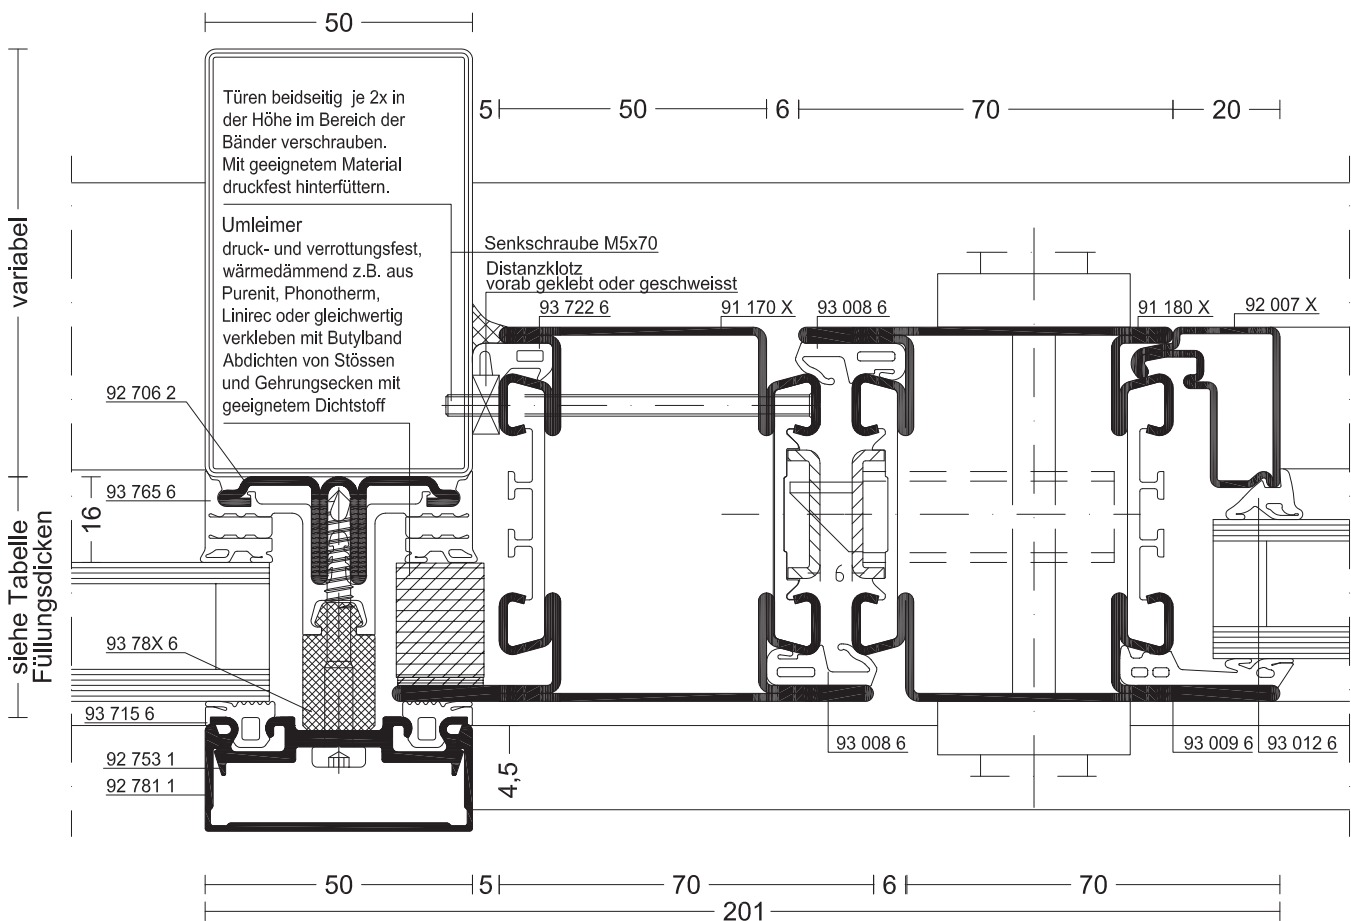 50
5
50
6
70
20
Türen beidseitig je 2x in
der Höhe im Bereich der
Bänder verschrauben.
Mit geeignetem Material
druckfest hinterfüttern.
Umleimer
druck- und verrottungsfest,
wärmedämmend z.B. aus
Purenit, Phonotherm,
Linirec oder gleichwertig
verkleben mit Butylband
Abdichten von Stössen
und Gehrungsecken mit
geeignetem Dichtstoff
variabel
Senkschraube M5x70
Distanzklotz
vorab geklebt oder geschweisst
93 722 6
91 170 X
93 008 6
91 180 X
92 007 X
92 706 2
93 765 6
16
siehe Tabelle
Füllungsdicken
6
93 78X 6
93 715 6
92 753 1
92 781 1
4,5
93 008 6
93 009 6
93 012 6
50
5
70
6
70
201